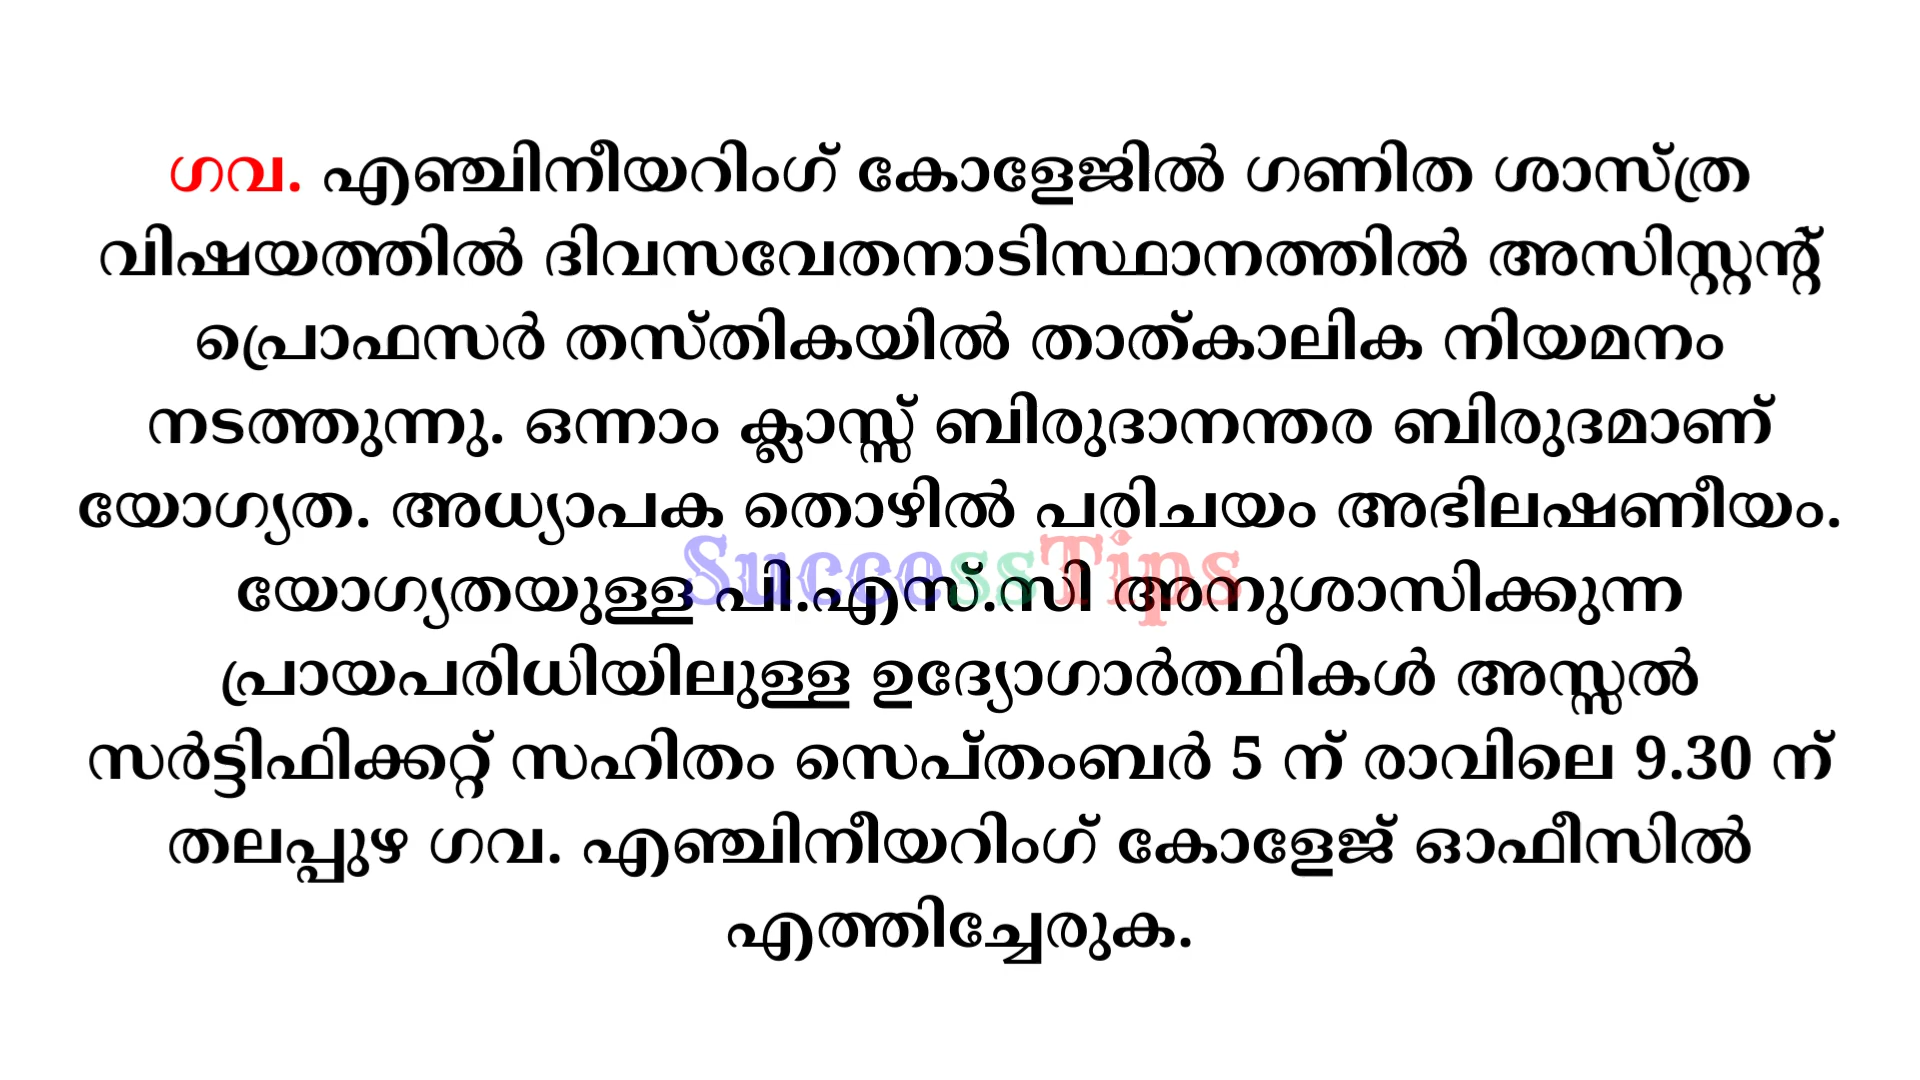 ഗവ. എഞ്ചിനീയറിംഗ് കോളേജിൽ ഗണിത ശാസ്ത്ര
വിഷയത്തിൽ ദിവസവേതനാടിസ്ഥാനത്തിൽ അസിസ്റ്റന്റ്
പ്രൊഫസർ തസ്തികയിൽ താത്കാലിക നിയമനം
നടത്തുന്നു. ഒന്നാം ക്ലാസ്സ് ബിരുദാനന്തര ബിരുദമാണ്
യോഗ്യത. അധ്യാപക തൊഴിൽ പരിചയം അഭിലഷണീയം.
SuccessTips
യോഗ്യതയുള്ള പി.എസ്.സി അനുശാസിക്കുന്ന
പ്രായപരിധിയിലുള്ള ഉദ്യോഗാർത്ഥികൾ അസ്സൽ
സർട്ടിഫിക്കറ്റ് സഹിതം സെപ്തംബർ 5 ന് രാവിലെ 9.30 ന്
തലപ്പുഴ ഗവ. എഞ്ചിനീയറിംഗ് കോളേജ് ഓഫീസിൽ
എത്തിച്ചേരുക.